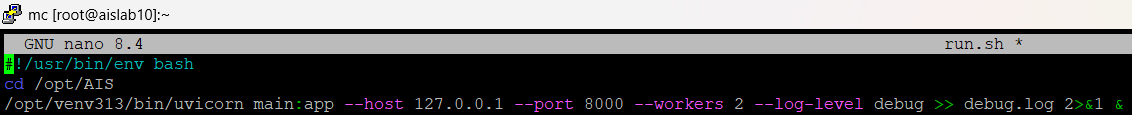 mc [root@aislab10]:~
GNU nano 8.4 run.sh *
#!/usr/bin/env bash
cd /opt/AIS
/opt/venv313/bin/uvicorn main:app --host 127.0.0.1 --port 8000 --workers 2 --log-level debug >> debug.log 2>&1 &